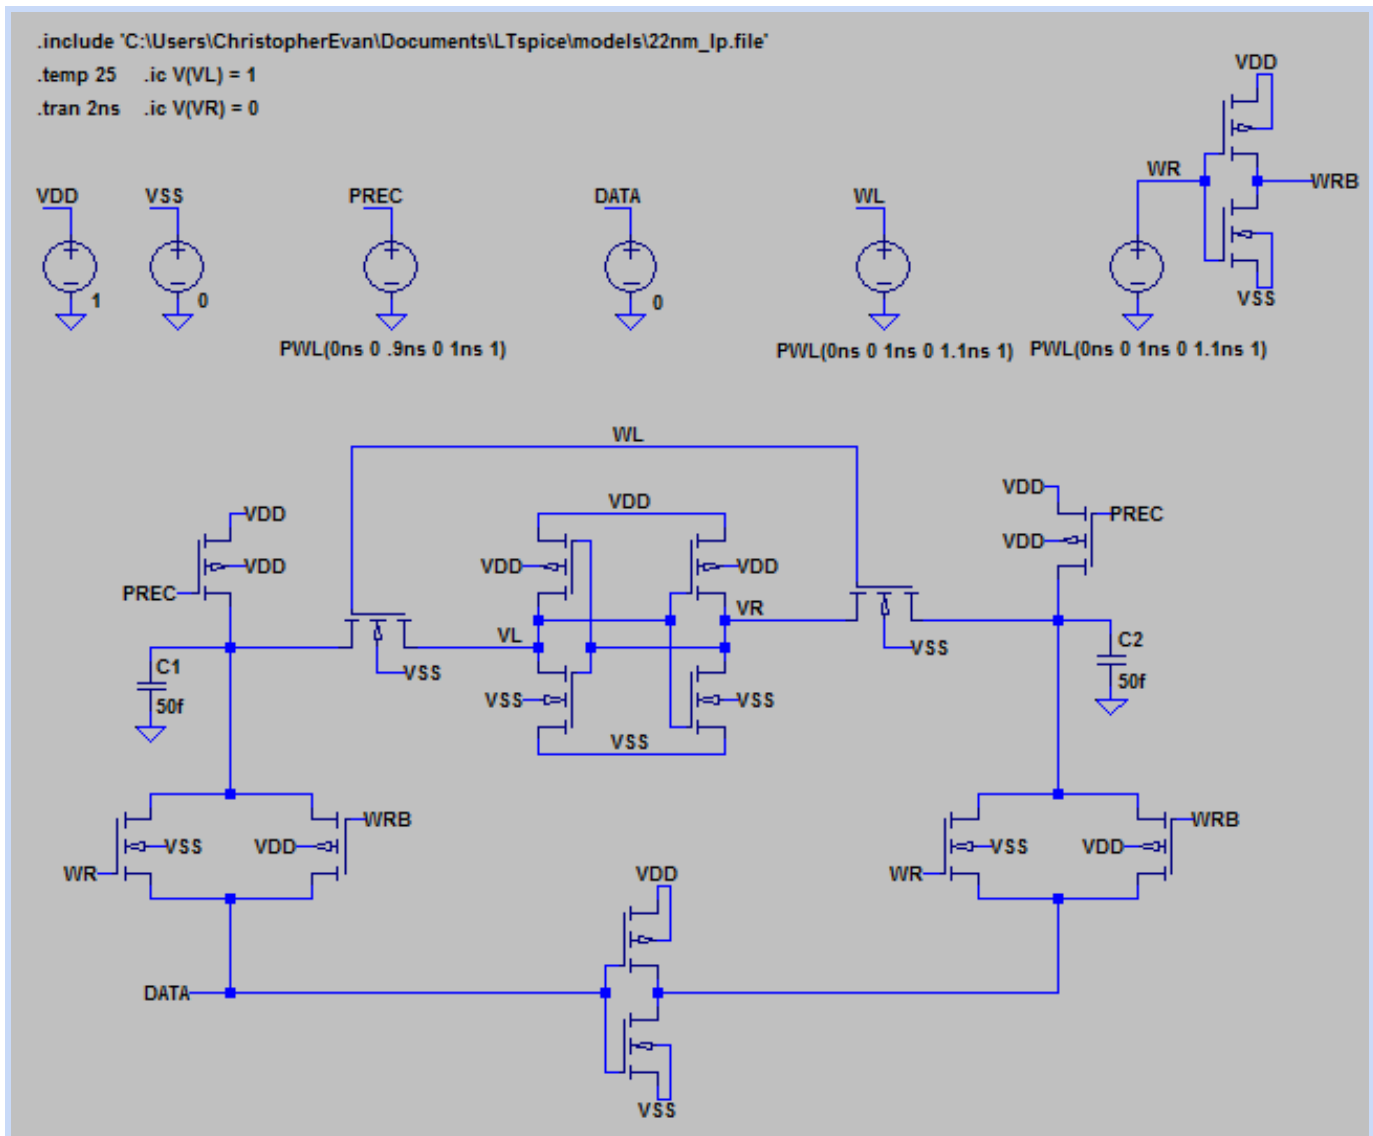 .include 'C:\Users\ChristopherEvan\Documents\LTspice\models\22nm_lp.file'
.temp 25 .ic V(VL) = 1
.tran 2ns .ic V(VR) = 0
VDD
WR
WRB
VSS
VDD
VSS
PREC
DATA
WL
1
0
0
PWL(0ns 0 .9ns 0 1ns 1)
PWL(0ns 0 1ns 0 1.1ns 1)
PWL(0ns 0 1ns 0 1.1ns 1)
WL
VDD
VDD
PREC
VDD
VDD
VDD
VDD
VDD
PREC
VL
VR
VSS
VSS
C1
50f
VSS
VSS
VSS
C2
50f
WR
VSS
VDD
WRB
WR
VSS
VDD
WRB
VDD
DATA
VSS